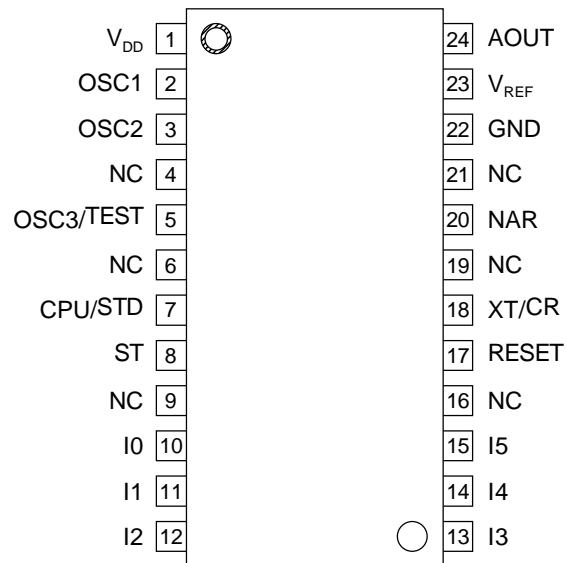 V_DD 1 24 AOUT
OSC1 2 23 V_REF
OSC2 3 22 GND
NC 4 21 NC
OSC3/TEST 5 20 NAR
NC 6 19 NC
CPU/STD 7 18 XT/CR
ST 8 17 RESET
NC 9 16 NC
I0 10 15 I5
I1 11 14 I4
I2 12 13 I3